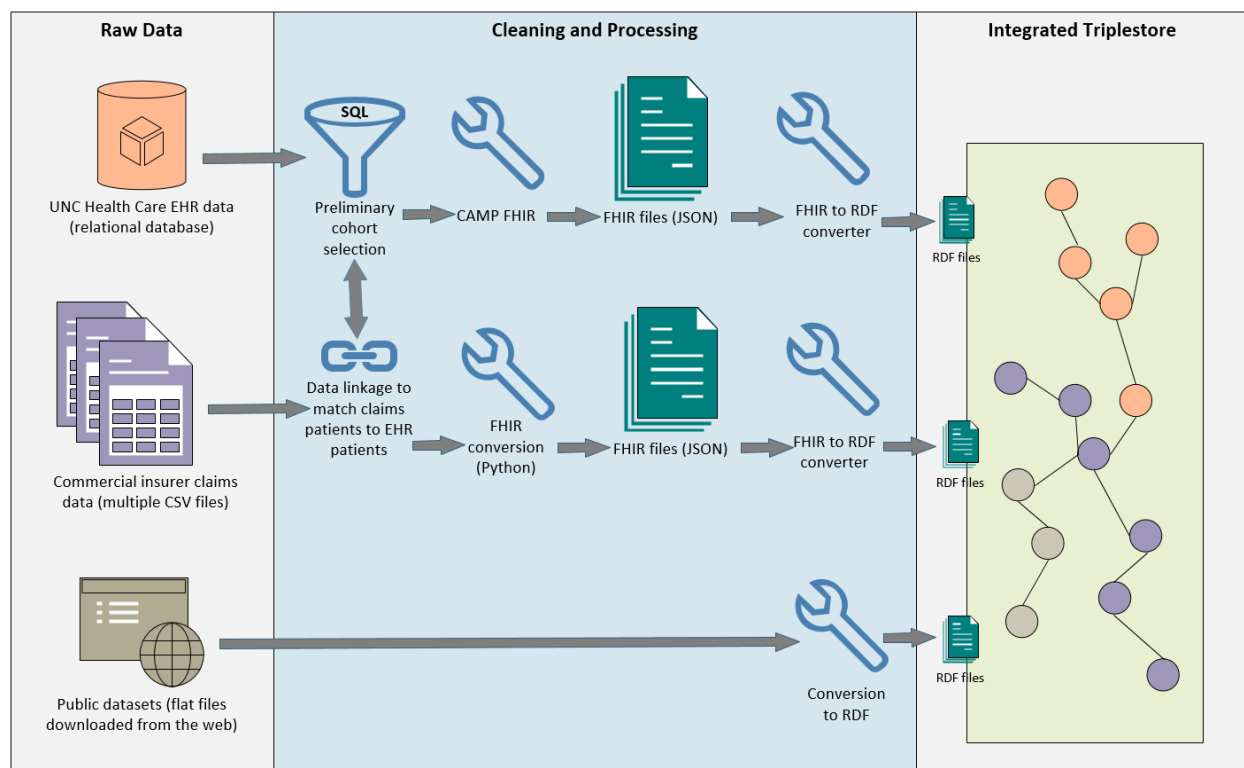 Raw Data
Cleaning and Processing
Integrated Triplestore
SQL
UNC Health Care EHR data
(relational database)
Preliminary
cohort
selection
CAMP FHIR
FHIR files (JSON)
FHIR to RDF
converter
RDF files
Commercial insurer claims
data (multiple CSV files)
Data linkage to
match claims
patients to EHR
patients
FHIR
conversion
(Python)
FHIR files (JSON)
FHIR to RDF
converter
RDF files
Public datasets (flat files
downloaded from the web)
Conversion
to RDF
RDF files